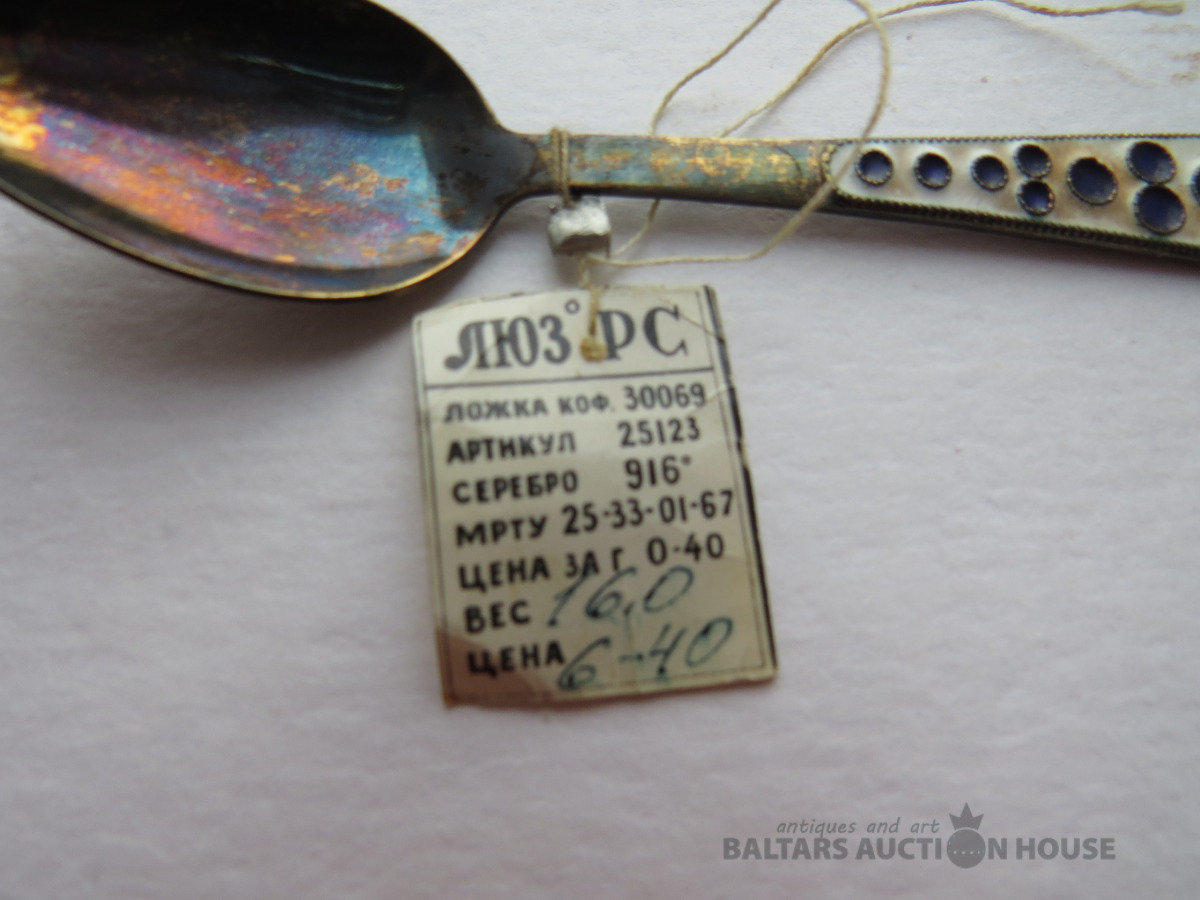 ЛЮЗ° РС
ЛОЖКА КОФ. 30069
АРТИКУЛ 25123
СЕРЕБРО 916°
МРТУ 25-33-01-67
ЦЕНА ЗА Г 0-40
ВЕС 16,0
ЦЕНА 6-40
antiques and art
BALTARS AUCTION HOUSE